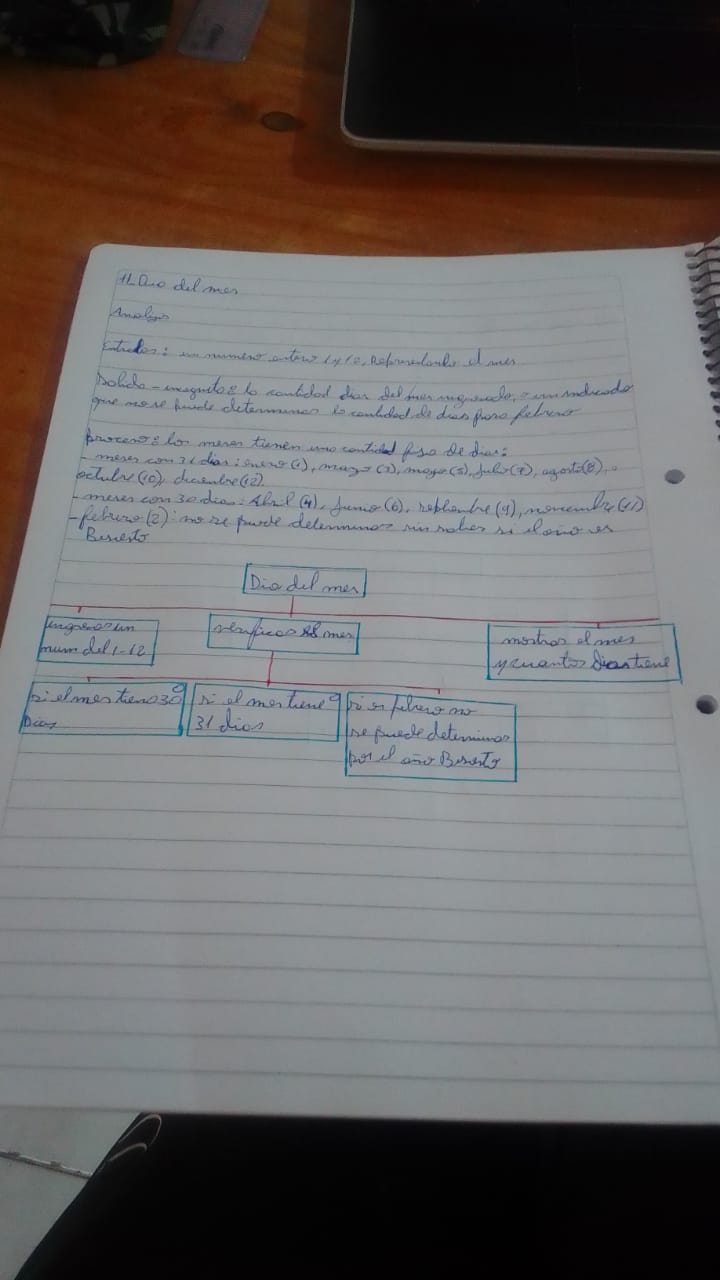 11. Dia del mes
Analisis
Entradas: un numero entero 1 y 12, Representando el mes
Salida - incognita: la cantidad dias del mes ingresado, o un indicado
que no se puede determinar la cantidad de dias para febrero
proceso: los meses tienen una cantidad fija de dias:
- meses con 31 dias: enero (1), marzo (3), mayo (5), Julio (7), agosto (8),
octubre (10), diciembre (12)
- meses con 30 dias: Abril (4), Junio (6), septiembre (9), noviembre (11)
- febrero (2): no se puede determinar sin saber si el año es
Bisiesto
Dia del mes
ingresar un
num del 1-12
verificar el mes
mostrar el mes
y cuantos Dias tiene
si el mes tiene 30
Dias
si el mes tiene
31 dias
si es febrero no
se puede determinar
por el año Bisiesto